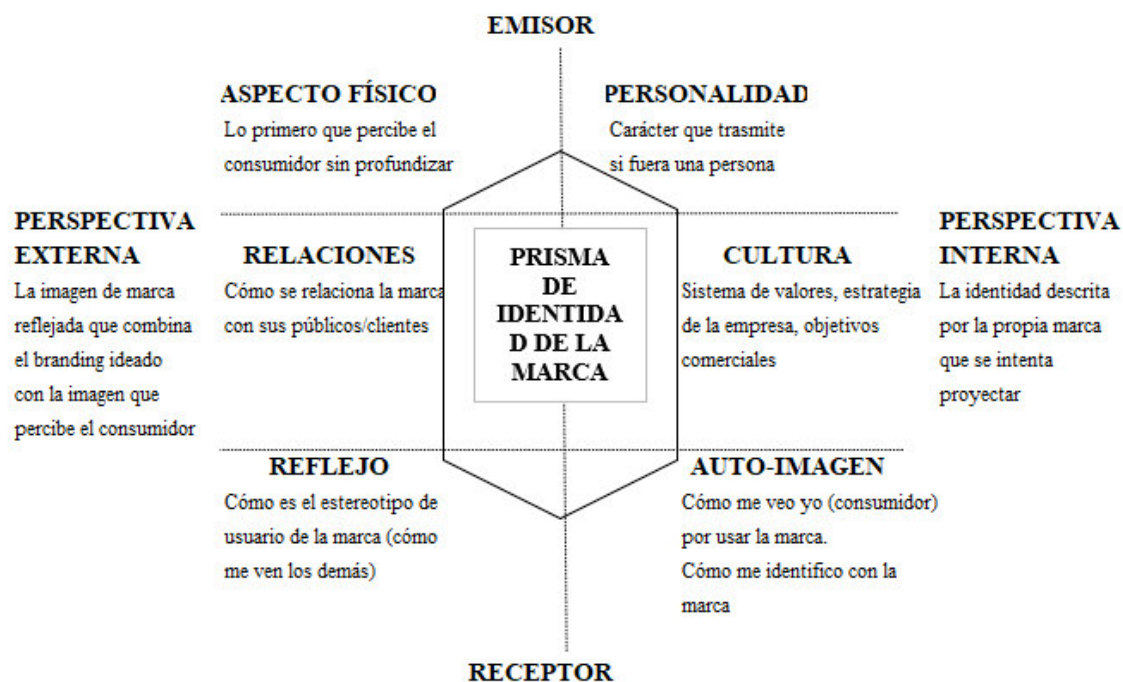 EMISOR
ASPECTO FÍSICO
Lo primero que percibe el
consumidor sin profundizar
PERSONALIDAD
Carácter que trasmite
si fuera una persona
PERSPECTIVA
EXTERNA
La imagen de marca
reflejada que combina
el branding ideado
con la imagen que
percibe el consumidor
RELACIONES
Cómo se relaciona la marca
con sus públicos/clientes
PRISMA
DE
IDENTIDA
D DE LA
MARCA
CULTURA
Sistema de valores, estrategia
de la empresa, objetivos
comerciales
PERSPECTIVA
INTERNA
La identidad descrita
por la propia marca
que se intenta
proyectar
REFLEJO
Cómo es el estereotipo de
usuario de la marca (cómo
me ven los demás)
AUTO-IMAGEN
Cómo me veo yo (consumidor)
por usar la marca.
Cómo me identifico con la
marca
RECEPTOR